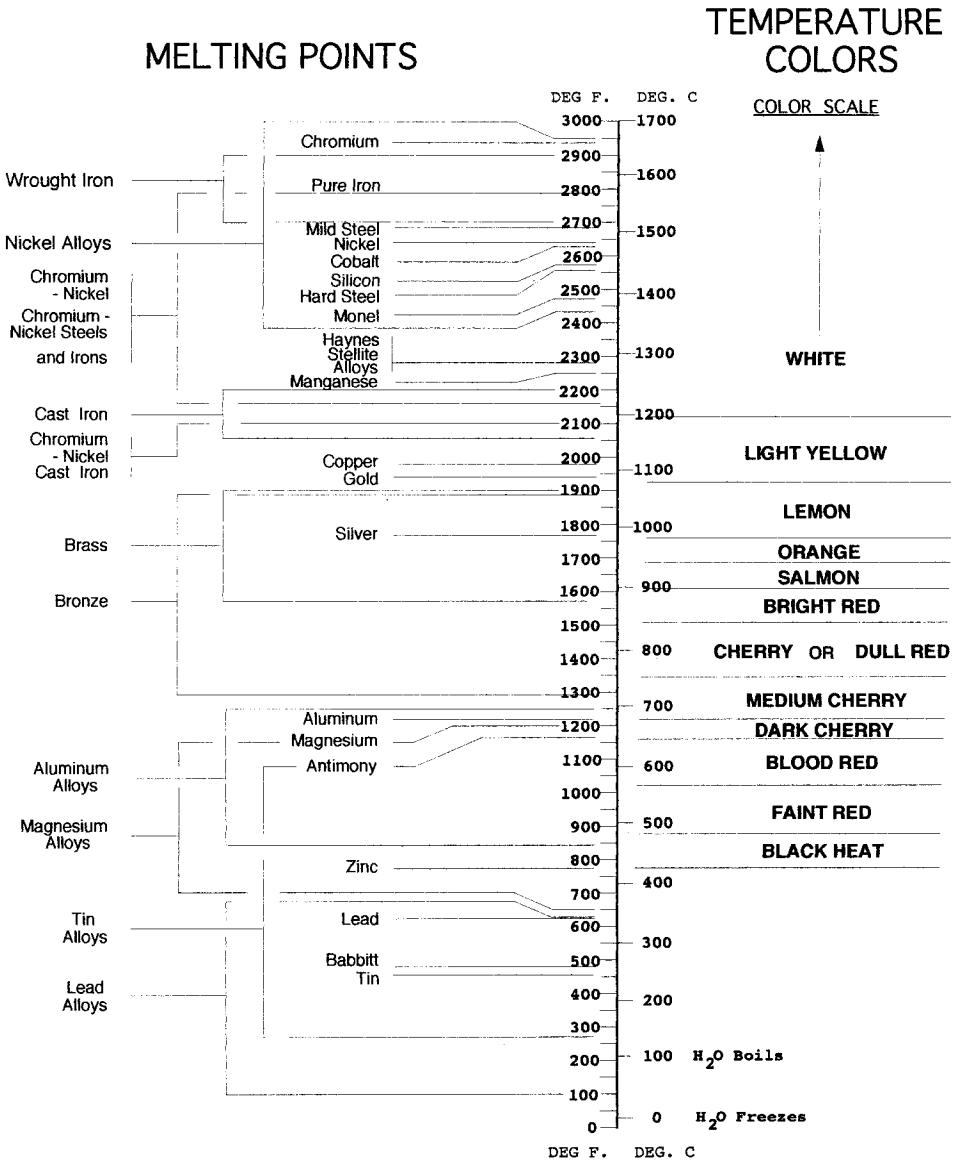 MELTING POINTS
TEMPERATURE
COLORS
DEG F. DEG. C
COLOR SCALE
3000 1700
Chromium
2900
1600
Wrought Iron
Pure Iron
2800
2700
Mild Steel
1500
Nickel Alloys
Nickel
Cobalt
2600
Chromium
- Nickel
Silicon
Hard Steel
2500
1400
Chromium -
Nickel Steels
Monel
2400
Haynes
Stellite
Alloys
and Irons
2300
1300
WHITE
Manganese
2200
Cast Iron
1200
2100
Chromium
- Nickel
Cast Iron
LIGHT YELLOW
Copper
2000
Gold
1100
1900
LEMON
Silver
1800
1000
Brass
ORANGE
1700
SALMON
1600
900
Bronze
BRIGHT RED
1500
CHERRY OR DULL RED
800
1400
1300
MEDIUM CHERRY
700
Aluminum
1200
DARK CHERRY
Magnesium
Antimony
1100
600
BLOOD RED
Aluminum
Alloys
1000
FAINT RED
500
900
Magnesium
Alloys
BLACK HEAT
Zinc
800
400
700
Tin
Alloys
Lead
600
300
Babbitt
500
Tin
Lead
Alloys
400
200
300
200
100 H2O Boils
100
0 H2O Freezes
0
DEG F. DEG. C